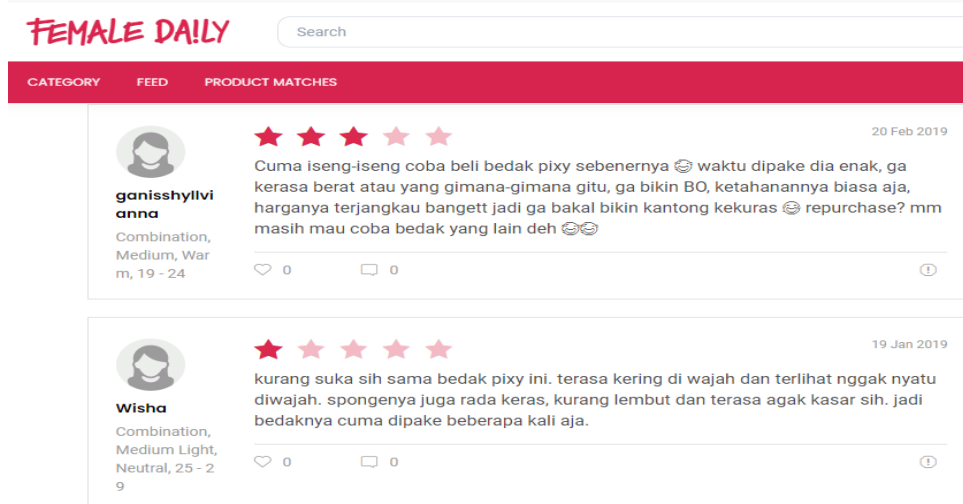 FEMALE DA!LY
Search
CATEGORY FEED PRODUCT MATCHES
20 Feb 2019
Cuma iseng-iseng coba beli bedak pixy sebenernya 😂 waktu dipake dia enak, ga
kerasa berat atau yang gimana-gimana gitu, ga bikin BO, ketahanannya biasa aja,
harganya terjangkau bangett jadi ga bakal bikin kantong kekuras 😂 repurchase? mm
masih mau coba bedak yang lain deh 😂😂
ganisshyllvi
anna
Combination,
Medium, War
m, 19 - 24
0 0
19 Jan 2019
kurang suka sih sama bedak pixy ini. terasa kering di wajah dan terlihat nggak nyatu
diwajah. spongenya juga rada keras, kurang lembut dan terasa agak kasar sih. jadi
bedaknya cuma dipake beberapa kali aja.
Wisha
Combination,
Medium Light,
Neutral, 25 - 2
9
0 0